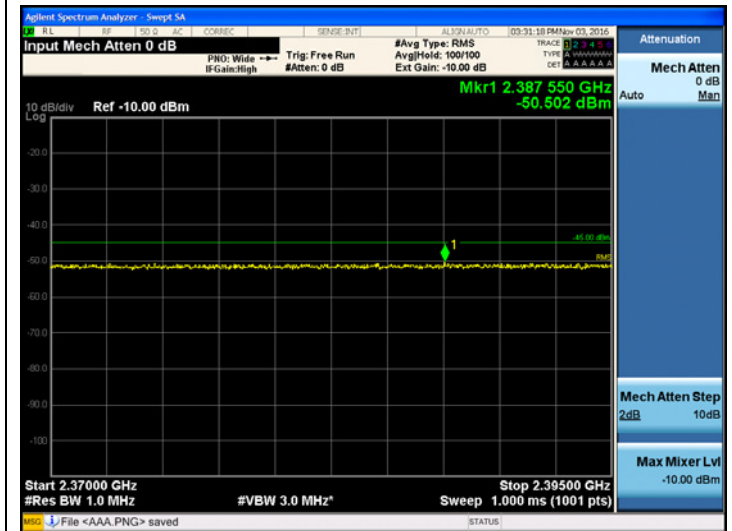 Agilent Spectrum Analyzer - Swept SA
RL RF 50 Ω AC CORREC SENSE:INT ALIGN AUTO 03:31:18 PM Nov 03, 2016
Input Mech Atten 0 dB
PNO: Wide
IFGain:High
Trig: Free Run
#Atten: 0 dB
#Avg Type: RMS
Avg|Hold: 100/100
Ext Gain: -10.00 dB
TRACE 1 2 3 4 5 6
TYPE A WWWWW
DET A A A A A A
Mkr1 2.387 550 GHz
-50.502 dBm
10 dB/div Ref -10.00 dBm
Log
-20.0
-30.0
-40.0
-45.00 dBm
1
-50.0
RMS
-60.0
-70.0
-80.0
-90.0
-100
Start 2.37000 GHz Stop 2.39500 GHz
#Res BW 1.0 MHz #VBW 3.0 MHz* Sweep 1.000 ms (1001 pts)
MSG File <AAA.PNG> saved STATUS
Attenuation
Mech Atten
0 dB
Auto Man
Mech Atten Step
2dB 10dB
Max Mixer Lvl
-10.00 dBm